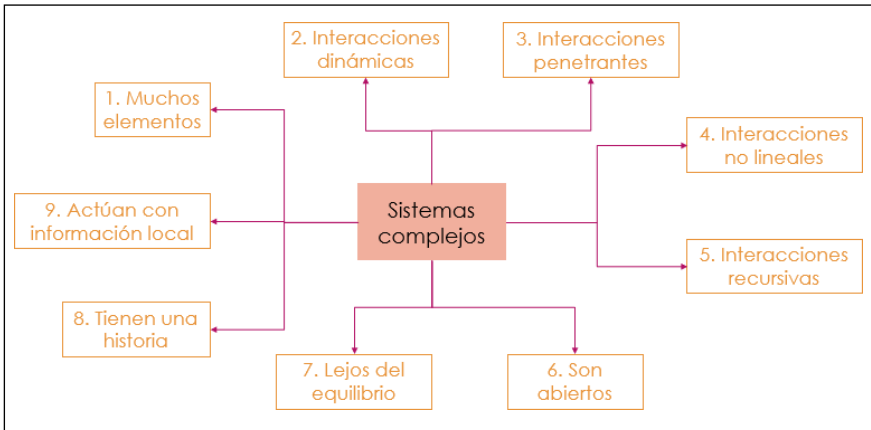 2. Interacciones
dinámicas
3. Interacciones
penetrantes
1. Muchos
elementos
4. Interacciones
no lineales
9. Actúan con
información local
Sistemas
complejos
5. Interacciones
recursivas
8. Tienen una
historia
7. Lejos del
equilibrio
6. Son
abiertos